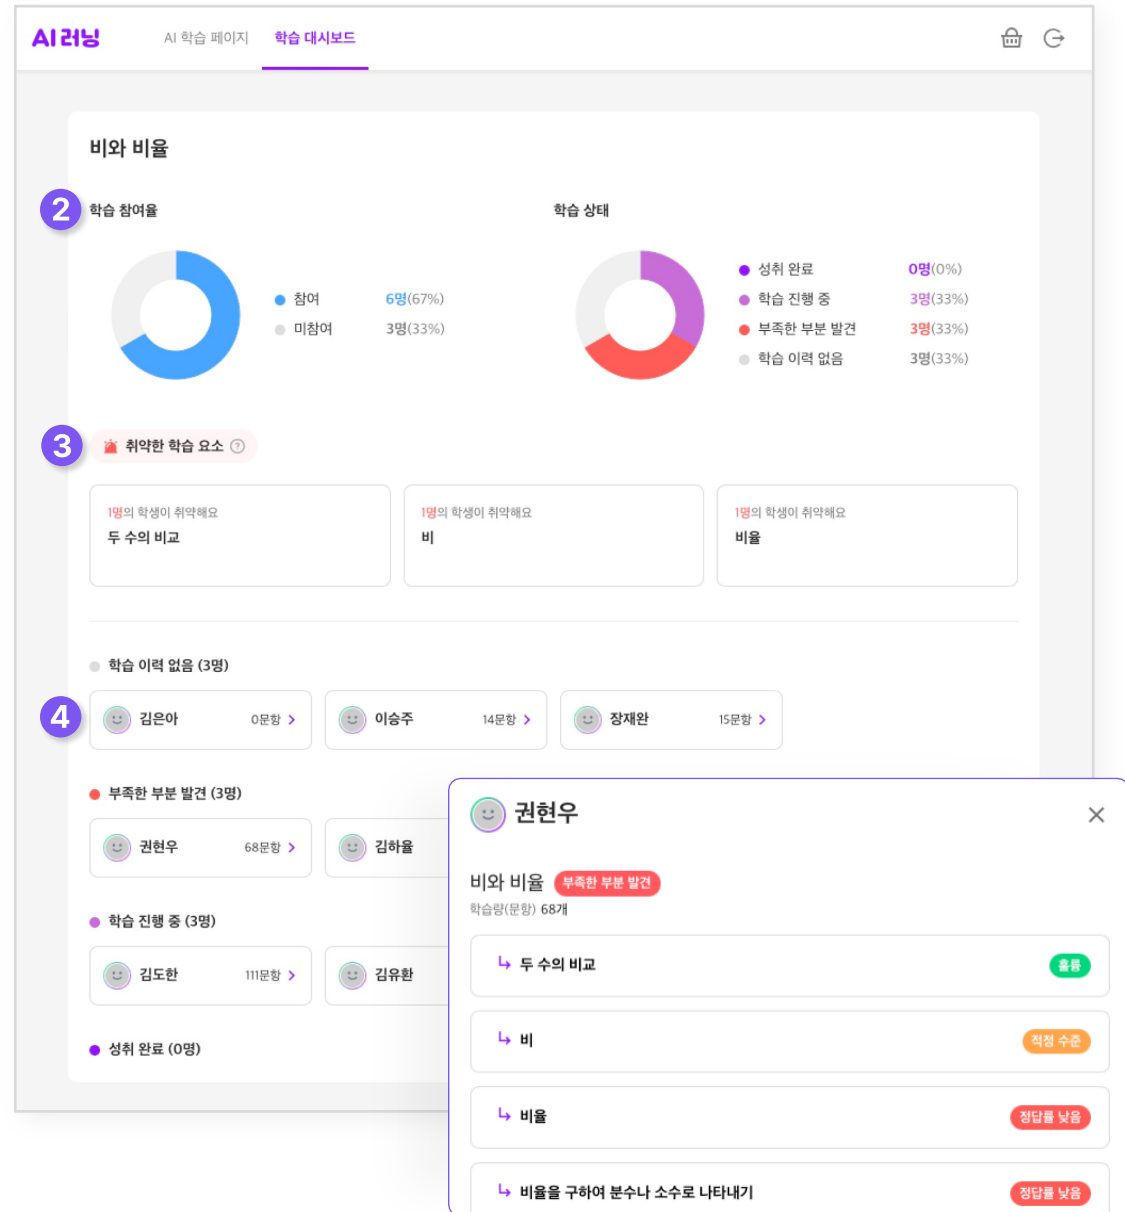 AI 러닝 AI 학습 페이지 학습 대시보드
비와 비율
2 학습 참여율
참여 6명(67%)
미참여 3명(33%)
학습 상태
성취 완료 0명(0%)
학습 진행 중 3명(33%)
부족한 부분 발견 3명(33%)
학습 이력 없음 3명(33%)
3 취약한 학습 요소 ?
1명의 학생이 취약해요
두 수의 비교
1명의 학생이 취약해요
비
1명의 학생이 취약해요
비율
학습 이력 없음 (3명)
4 김은아 0문항 > 이승주 14문항 > 장재완 15문항 >
부족한 부분 발견 (3명)
권현우 68문항 > 김하율
학습 진행 중 (3명)
김도한 111문항 > 김유환
성취 완료 (0명)
권현우
비와 비율 부족한 부분 발견
학습량(문항) 68개
두 수의 비교 훌륭
비 적정 수준
비율 정답률 낮음
비율을 구하여 분수나 소수로 나타내기 정답률 낮음